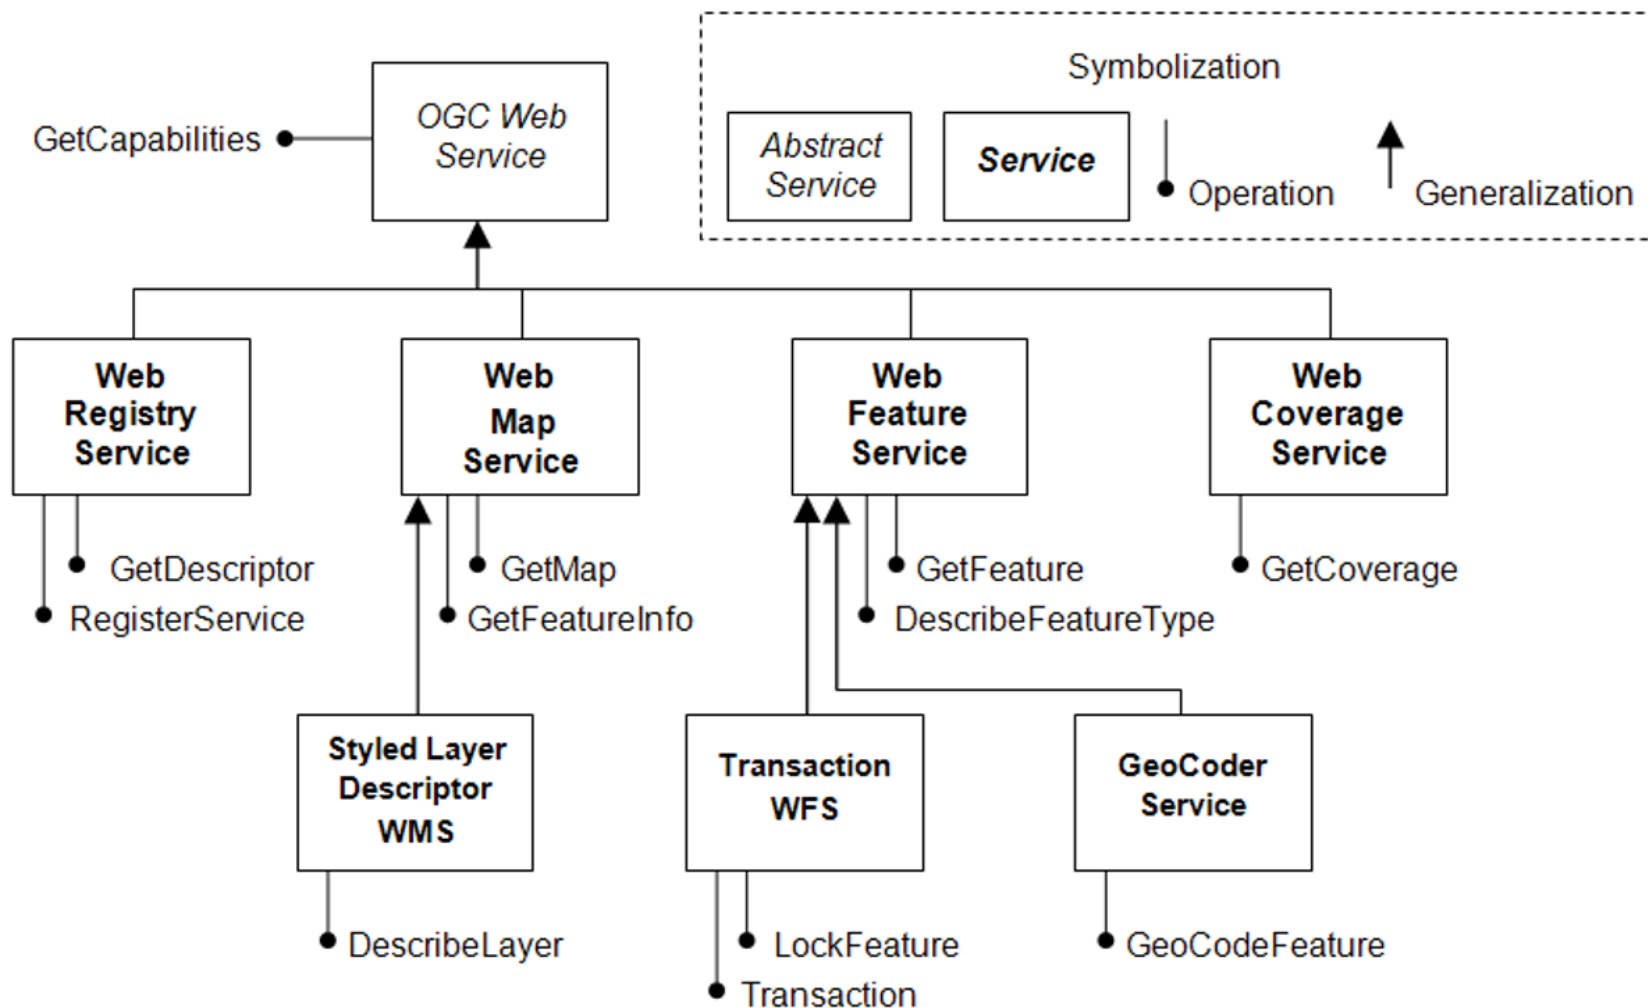 Symbolization
OGC Web
Service
GetCapabilities
Abstract
Service
Service
Operation
Generalization
Web
Registry
Service
Web
Map
Service
Web
Feature
Service
Web
Coverage
Service
GetDescriptor
RegisterService
GetMap
GetFeatureInfo
GetFeature
DescribeFeatureType
GetCoverage
Styled Layer
Descriptor
WMS
Transaction
WFS
GeoCoder
Service
DescribeLayer
LockFeature
Transaction
GeoCodeFeature